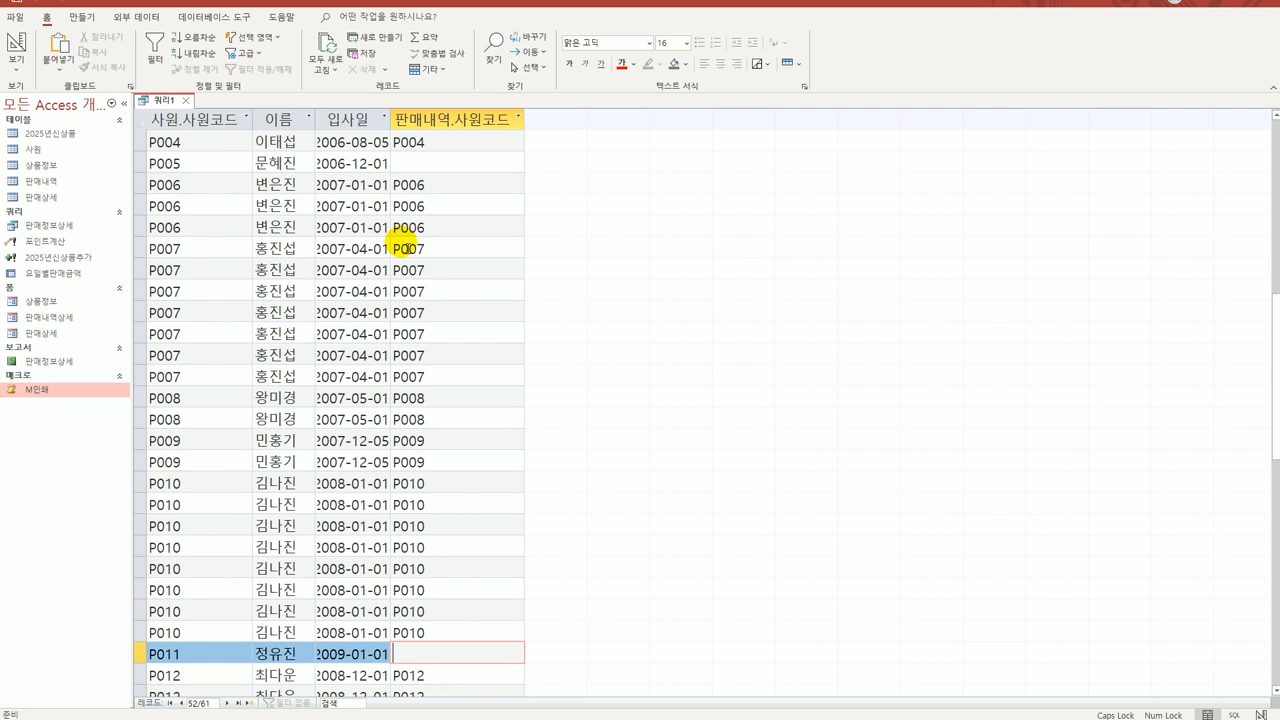 파일 홈 만들기 외부 데이터 데이터베이스 도구 도움말 어떤 작업을 원하시나요?
보기 붙여넣기 잘라내기 복사 서식 복사 필터 오름차순 내림차순 정렬 제거 선택 영역 고급 필터 적용/해제 모두 새로 고침 새로 만들기 저장 삭제 요약 맞춤법 검사 기타 찾기 바꾸기 이동 선택 맑은 고딕 16 가 가 가 가
보기 클립보드 정렬 및 필터 레코드 찾기 텍스트 서식
모든 Access 개...
테이블
2025년신상품
사원
상품정보
판매내역
판매상세
쿼리
판매정보상세
포인트계산
2025년신상품추가
요일별판매금액
폼
상품정보
판매내역상세
판매상세
보고서
판매정보상세
매크로
M인쇄
쿼리1
사원.사원코드 이름 입사일 판매내역.사원코드
P004 이태섭 2006-08-05 P004
P005 문혜진 2006-12-01
P006 변은진 2007-01-01 P006
P006 변은진 2007-01-01 P006
P006 변은진 2007-01-01 P006
P007 홍진섭 2007-04-01 P007
P007 홍진섭 2007-04-01 P007
P007 홍진섭 2007-04-01 P007
P007 홍진섭 2007-04-01 P007
P007 홍진섭 2007-04-01 P007
P007 홍진섭 2007-04-01 P007
P007 홍진섭 2007-04-01 P007
P008 왕미경 2007-05-01 P008
P008 왕미경 2007-05-01 P008
P009 민홍기 2007-12-05 P009
P009 민홍기 2007-12-05 P009
P010 김나진 2008-01-01 P010
P010 김나진 2008-01-01 P010
P010 김나진 2008-01-01 P010
P010 김나진 2008-01-01 P010
P010 김나진 2008-01-01 P010
P010 김나진 2008-01-01 P010
P010 김나진 2008-01-01 P010
P010 김나진 2008-01-01 P010
P011 정유진 2009-01-01
P012 최다운 2008-12-01 P012
P012 최다운 2008-12-01 P012
레코드: 52/61 필터 없음 검색
준비 Caps Lock Num Lock SQL